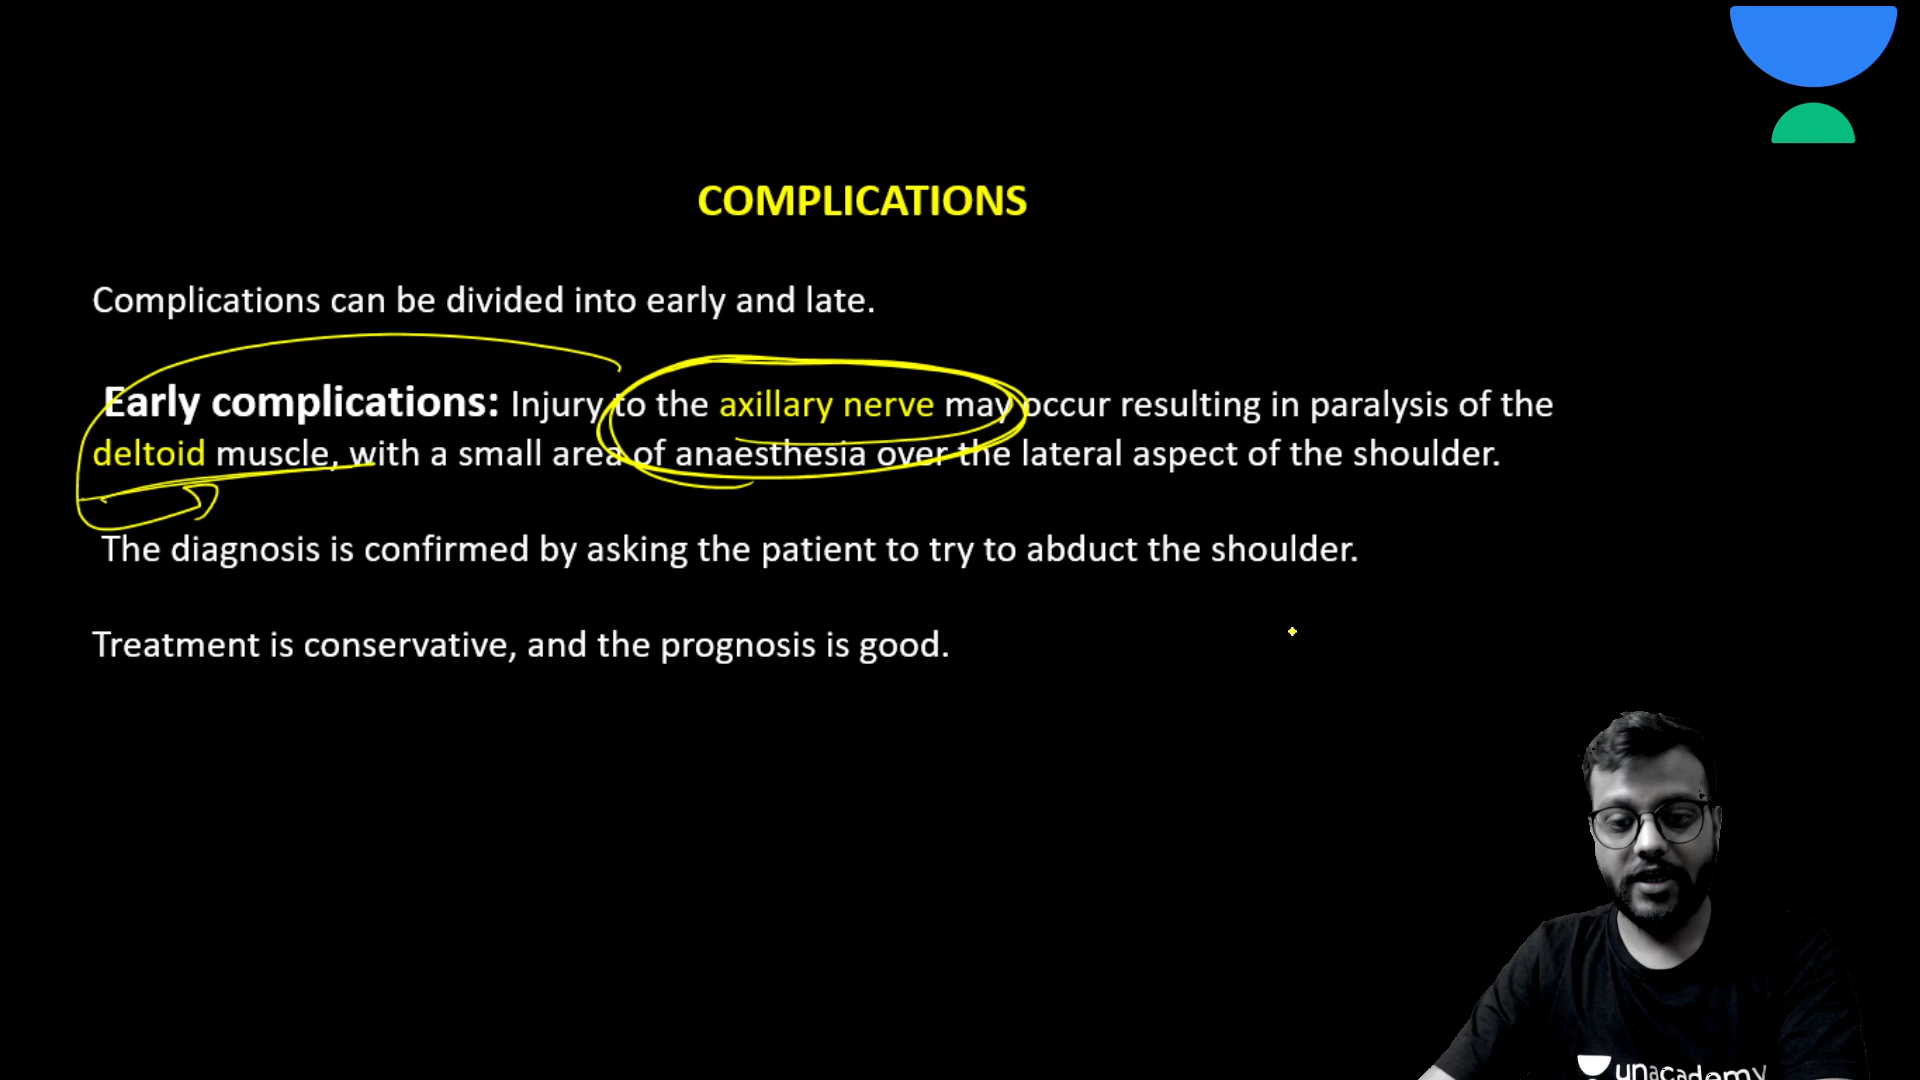 COMPLICATIONS
Complications can be divided into early and late.
Early complications: Injury to the axillary nerve may occur resulting in paralysis of the
deltoid muscle, with a small area of anaesthesia over the lateral aspect of the shoulder.
The diagnosis is confirmed by asking the patient to try to abduct the shoulder.
Treatment is conservative, and the prognosis is good.
unacademy